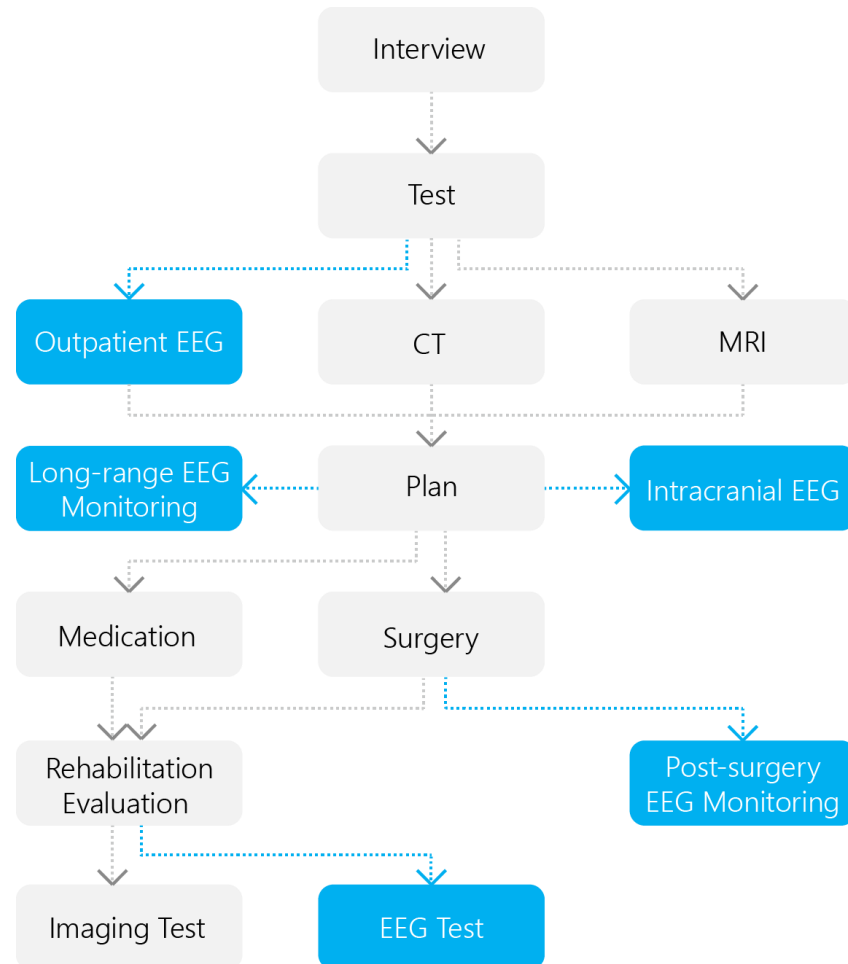 Interview
Test
Outpatient EEG
CT
MRI
Long-range EEG
Monitoring
Plan
Intracranial EEG
Medication
Surgery
Rehabilitation
Evaluation
Post-surgery
EEG Monitoring
Imaging Test
EEG Test